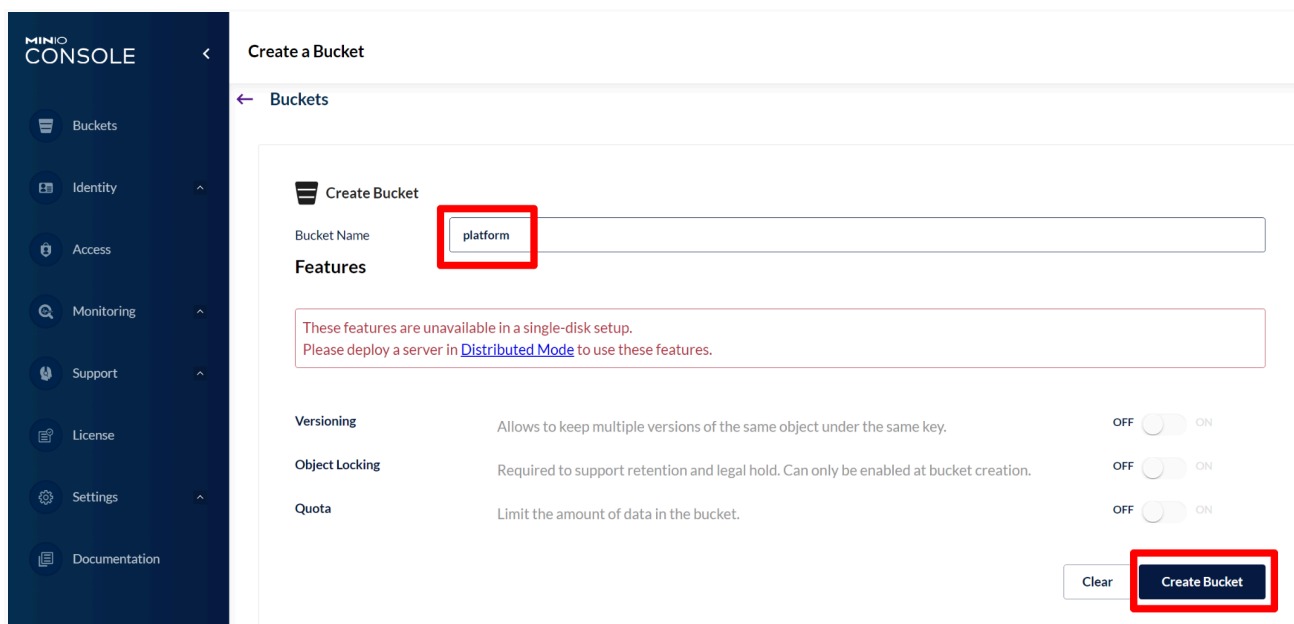 MINIO
CONSOLE
Buckets
Identity
Access
Monitoring
Support
License
Settings
Documentation
Create a Bucket
Buckets
Create Bucket
Bucket Name platform
Features
These features are unavailable in a single-disk setup.
Please deploy a server in Distributed Mode to use these features.
Versioning Allows to keep multiple versions of the same object under the same key. OFF ON
Object Locking Required to support retention and legal hold. Can only be enabled at bucket creation. OFF ON
Quota Limit the amount of data in the bucket. OFF ON
Clear Create Bucket